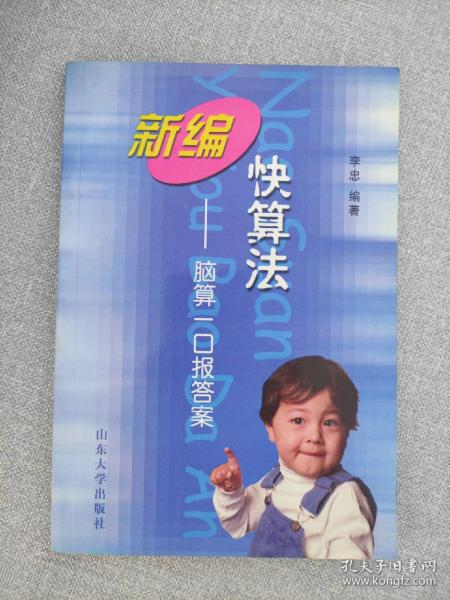 新编
快算法
——脑算一口报答案
李忠 编著
山东大学出版社
Nao Suan
Yi Kou Bao Da An
孔夫子旧书网
www.kongfz.com